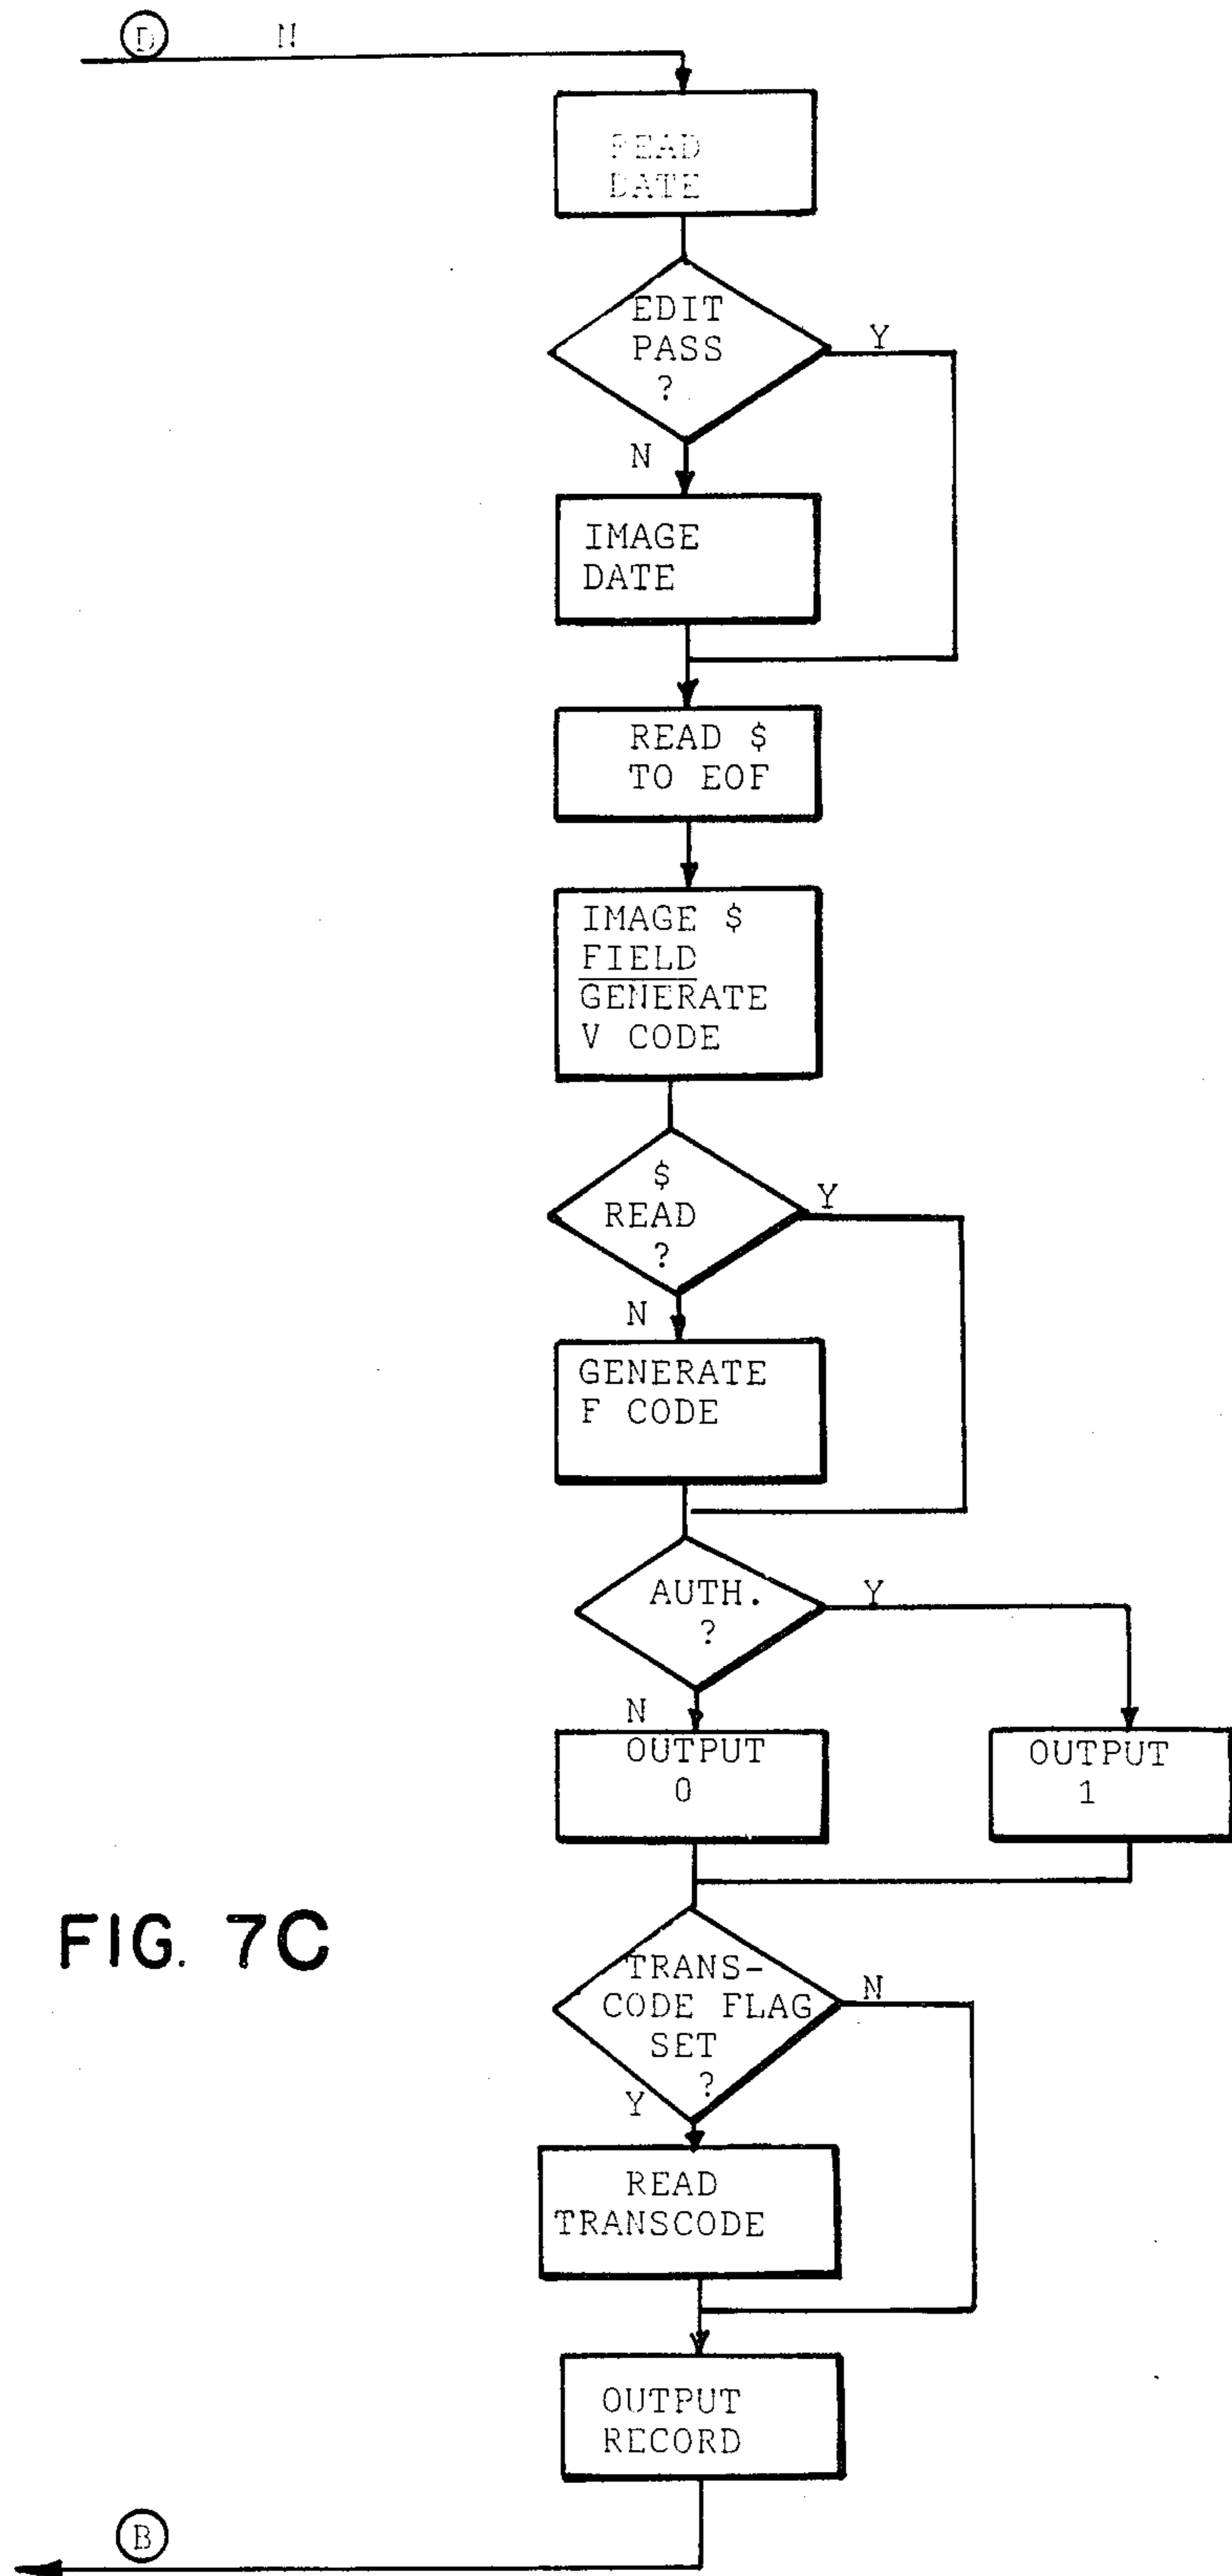 D N
READ
DATE
EDIT
PASS
?
Y
N
IMAGE
DATE
READ $
TO EOF
IMAGE $
FIELD
GENERATE
V CODE
$
READ
?
Y
N
GENERATE
F CODE
AUTH.
?
Y
N
OUTPUT
0
OUTPUT
1
TRANS-
CODE FLAG
SET
?
N
Y
READ
TRANSCODE
OUTPUT
RECORD
B
FIG. 7C